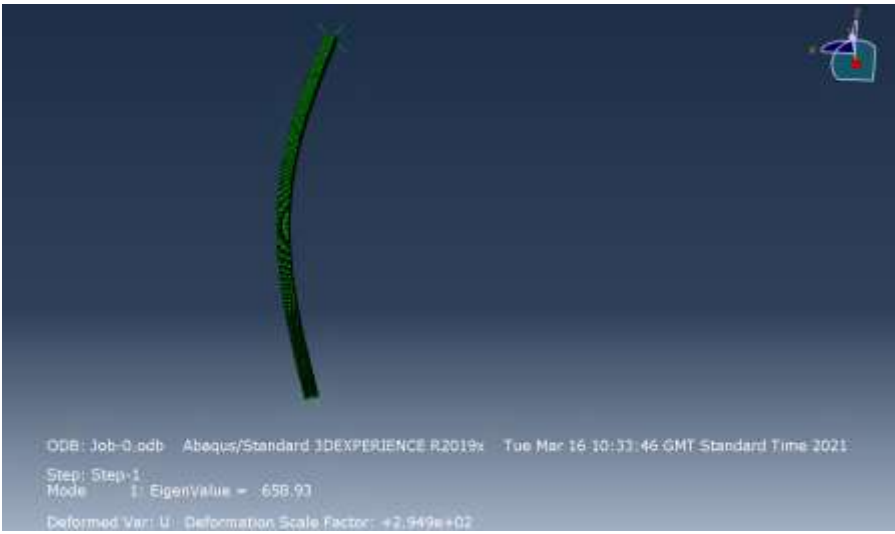 ODB: Job-0.odb Abaqus/Standard 3DEXPERIENCE R2019x Tue Mar 16 10:33:46 GMT Standard Time 2021
Step: Step-1
Mode 1: EigenValue = 658.93
Deformed Var: U Deformation Scale Factor: +2.949e+02